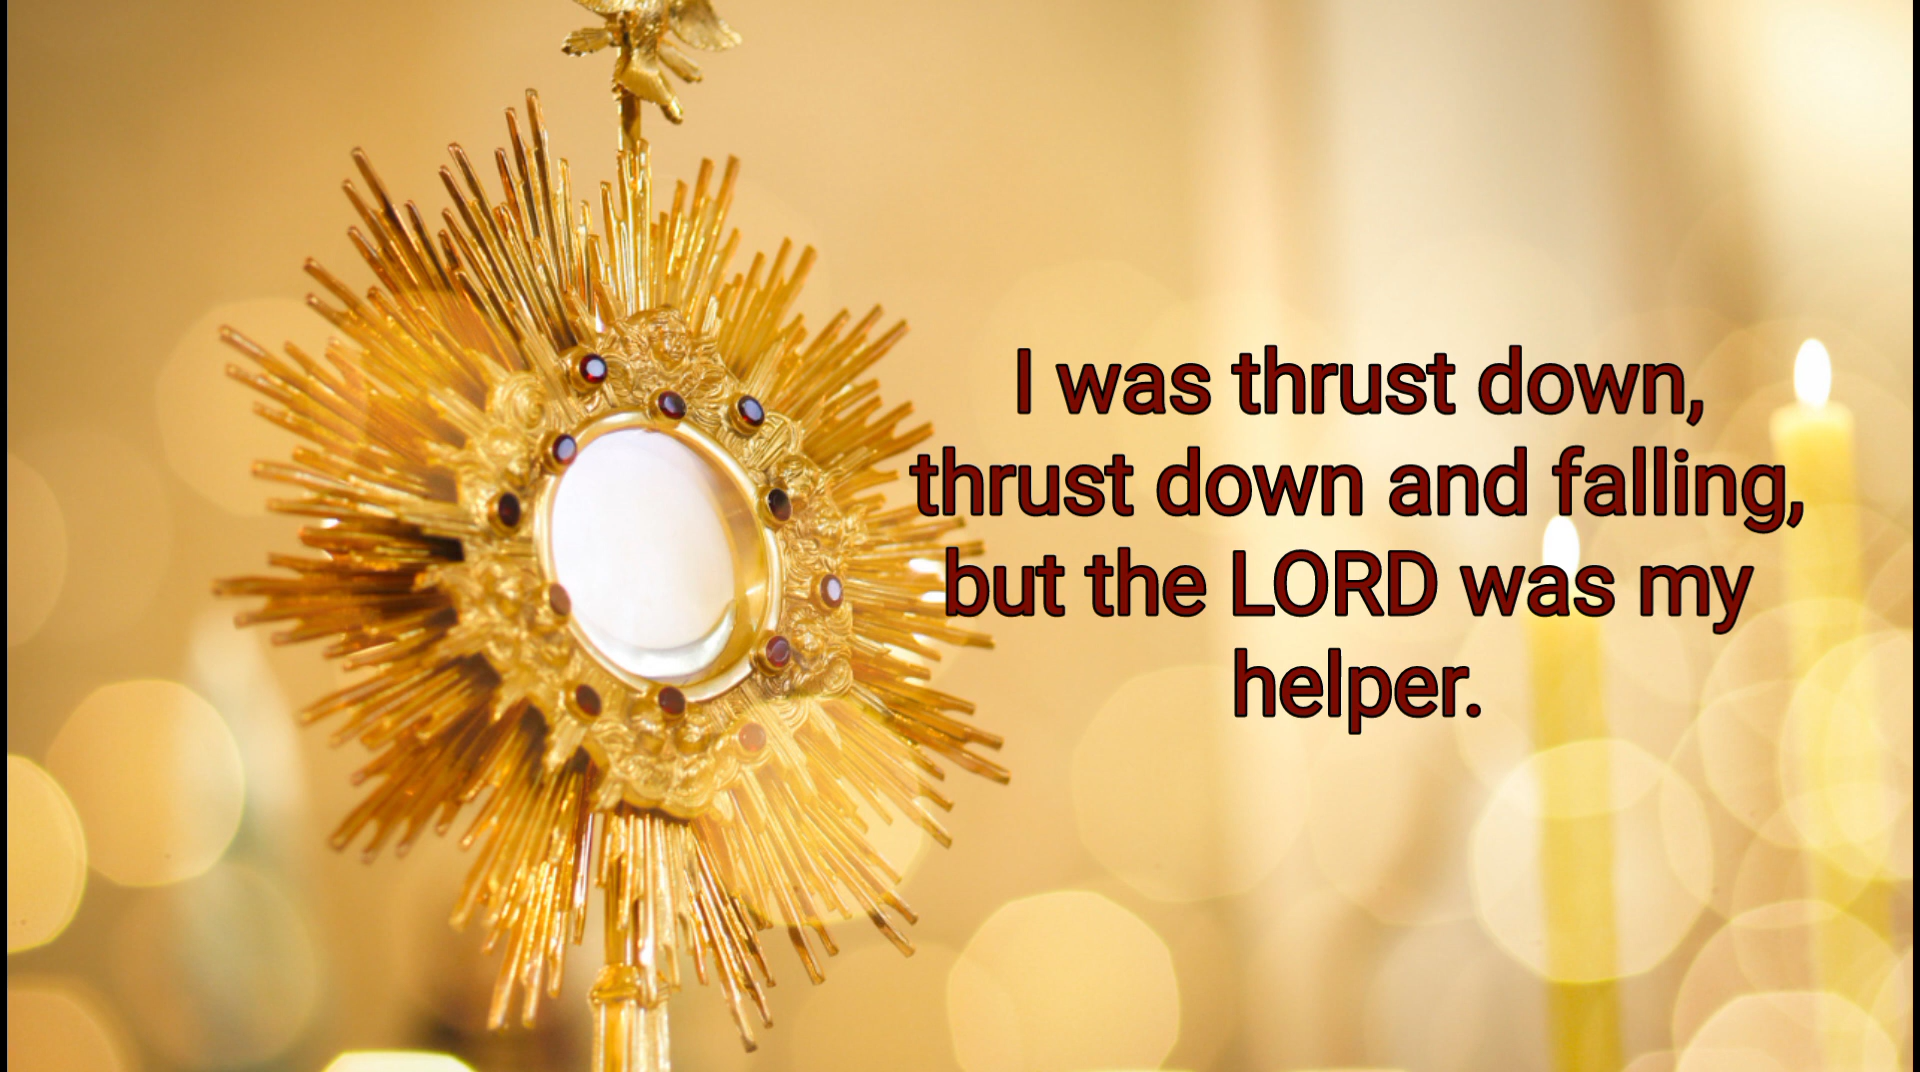 I was thrust down,
thrust down and falling,
but the LORD was my
helper.